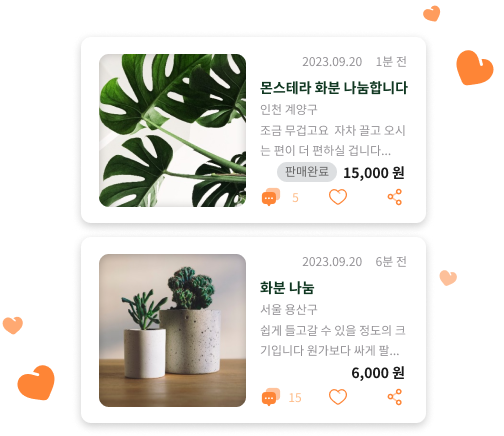 2023.09.20 1분 전
몬스테라 화분 나눔합니다
인천 계양구
조금 무겁고요 자차 끌고 오시
는 편이 더 편하실 겁니다...
판매완료 15,000 원
5
2023.09.20 6분 전
화분 나눔
서울 용산구
쉽게 들고갈 수 있을 정도의 크
기입니다 원가보다 싸게 팔...
6,000 원
15